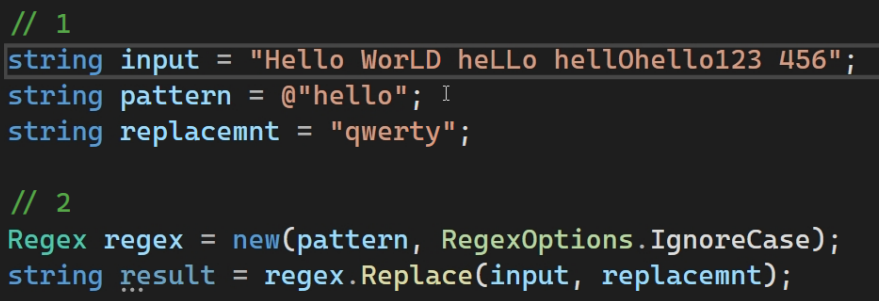 // 1
string input = "Hello WorLD heLLo hellOhello123 456";
string pattern = @"hello";
string replacemnt = "qwerty";
// 2
Regex regex = new(pattern, RegexOptions.IgnoreCase);
string result = regex.Replace(input, replacemnt);